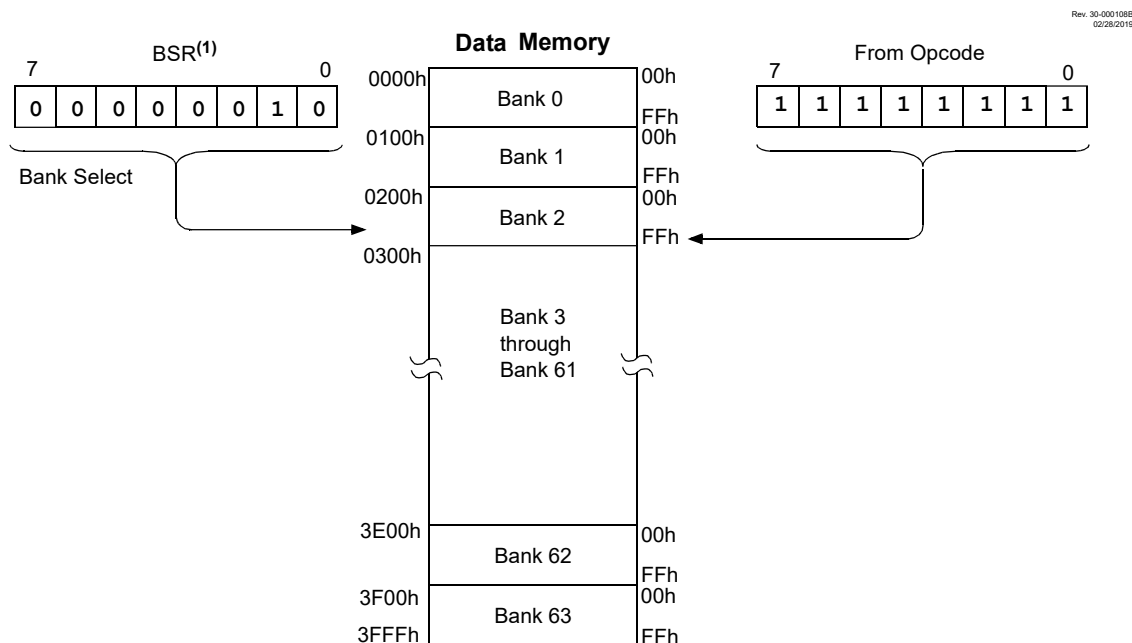 Rev. 30-000108B
02/28/2019
BSR(1)
7 0
0 0 0 0 0 0 1 0
Bank Select
Data Memory
0000h
Bank 0
00h
FFh
0100h
Bank 1
00h
FFh
0200h
Bank 2
00h
FFh
0300h
Bank 3
through
Bank 61
3E00h
Bank 62
00h
FFh
3F00h
Bank 63
00h
3FFFh
FFh
From Opcode
7 0
1 1 1 1 1 1 1 1